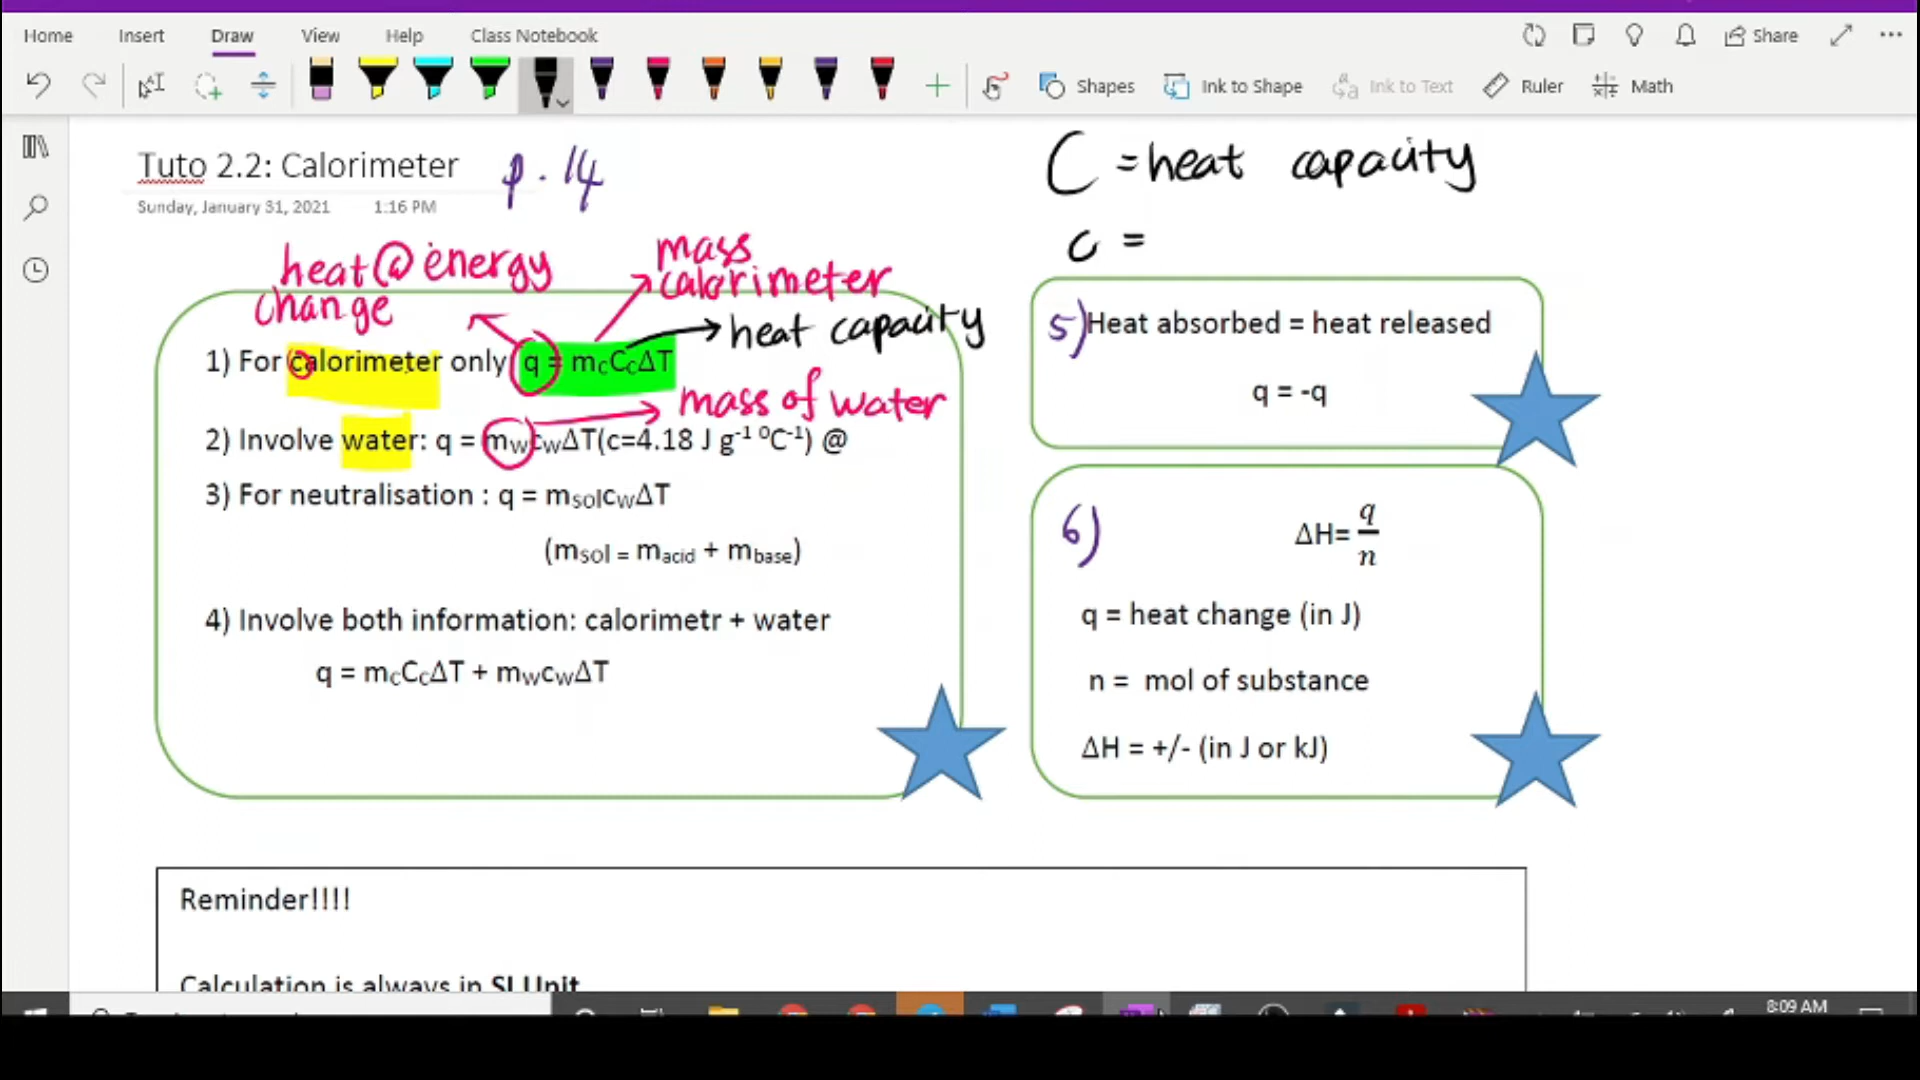 Home Insert Draw View Help Class Notebook Share
Shapes Ink to Shape Ink to Text Ruler Math
Tuto 2.2: Calorimeter p. 14
Sunday, January 31, 2021 1:16 PM
C = heat capacity
c =
heat @ energy change
mass calorimeter
heat capacity
1) For calorimeter only q = mcCcΔT
mass of water
2) Involve water: q = mwcwΔT(c=4.18 J g-1 0C-1) @
3) For neutralisation : q = msolcwΔT
(msol = macid + mbase)
4) Involve both information: calorimetr + water
q = mcCcΔT + mwcwΔT
5) Heat absorbed = heat released
q = -q
6) ΔH= q/n
q = heat change (in J)
n = mol of substance
ΔH = +/- (in J or kJ)
Reminder!!!!
Calculation is always in SI Unit
8:09 AM